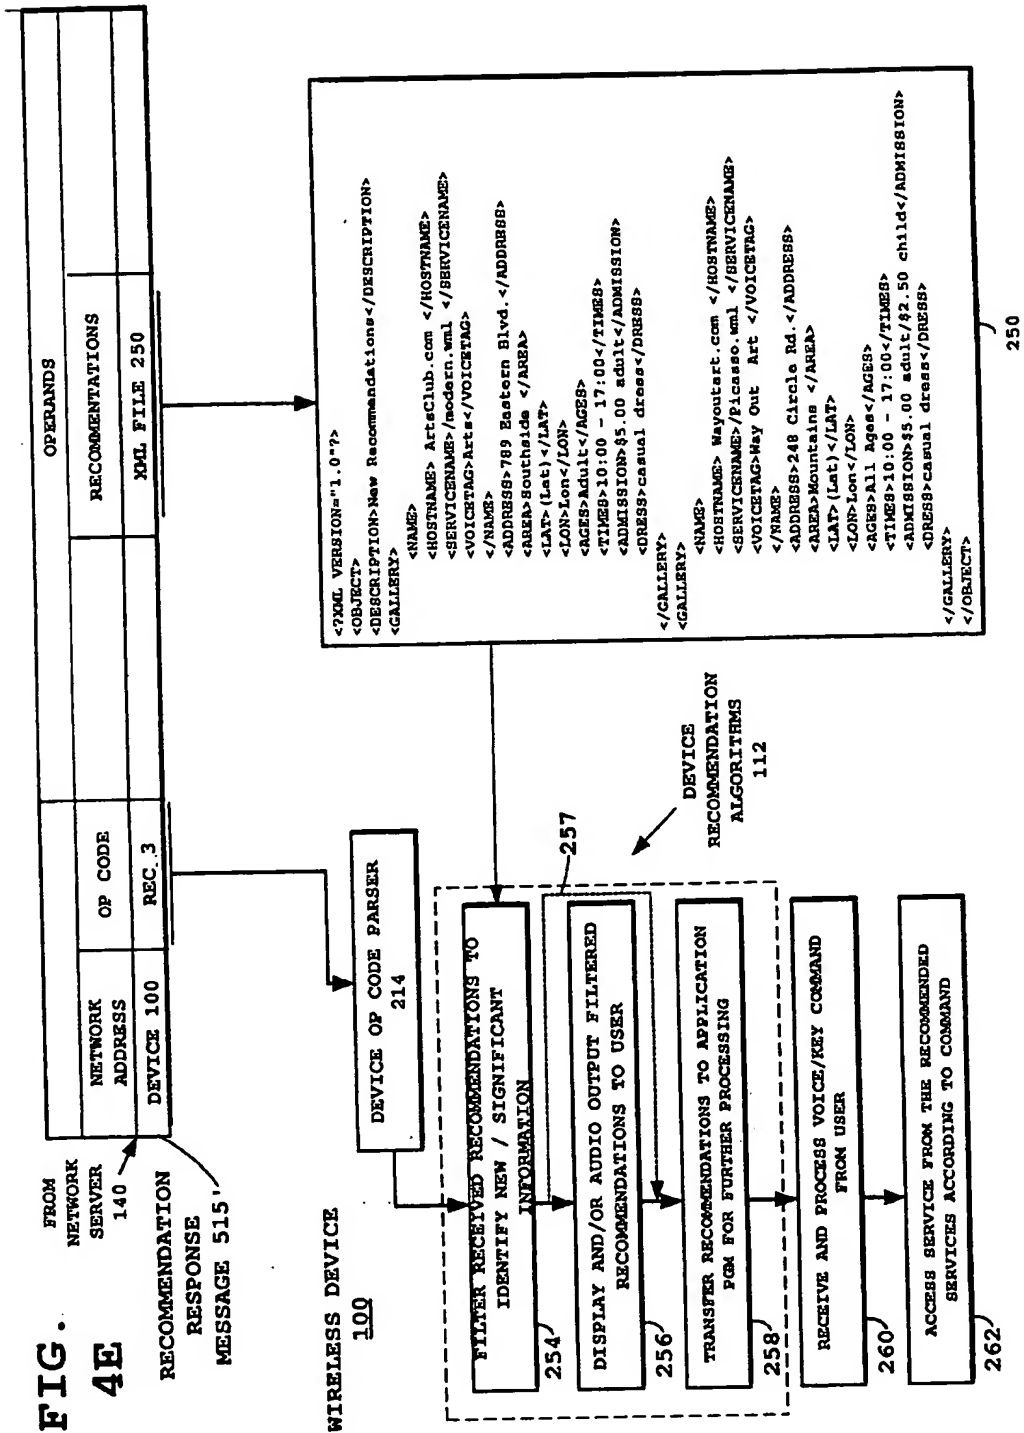 FIG.
4E
FROM
NETWORK
SERVER
140
RECOMMENDATION
RESPONSE
MESSAGE 515'
OPERANDS
NETWORK
ADDRESS
OP CODE
RECOMMENTATIONS
DEVICE 100
REC..3
XML FILE 250
WIRELESS DEVICE
100
DEVICE OP CODE PARSER
214
FILTER RECEIVED RECOMMENDATIONS TO
IDENTIFY NEW / SIGNIFICANT
INFORMATION
254
257
DISPLAY AND/OR AUDIO OUTPUT FILTERED
RECOMMENDATIONS TO USER
256
TRANSFER RECOMMENDATIONS TO APPLICATION
PGM FOR FURTHER PROCESSING
258
RECEIVE AND PROCESS VOICE/KEY COMMAND
FROM USER
260
ACCESS SERVICE FROM THE RECOMMENDED
SERVICES ACCORDING TO COMMAND
262
DEVICE
RECOMMENDATION
ALGORITHMS
112
<?XML VERSION="1.0"?>
<OBJECT>
<DESCRIPTION>New Recommendations</DESCRIPTION>
<GALLERY>
<NAME>
<HOSTNAME> ArtsClub.com </HOSTNAME>
<SERVICENAME>/modern.wml </SERVICENAME>
<VOICETAG>Arts</VOICETAG>
</NAME>
<ADDRESS>789 Eastern Blvd.</ADDRESS>
<AREA>Southside </AREA>
<LAT>(Lat)</LAT>
<LON>Lon</LON>
<AGES>Adult</AGES>
<TIMES>10:00 - 17:00</TIMES>
<ADMISSION>$5.00 adult</ADMISSION>
<DRESS>casual dress</DRESS>
</GALLERY>
<GALLERY>
<NAME>
<HOSTNAME> Wayoutart.com </HOSTNAME>
<SERVICENAME>/Picasso.wml </SERVICENAME>
<VOICETAG>Way Out Art </VOICETAG>
</NAME>
<ADDRESS>248 Circle Rd.</ADDRESS>
<AREA>Mountains </AREA>
<LAT>(Lat)</LAT>
<LON>Lon</LON>
<AGES>All Ages</AGES>
<TIMES>10:00 - 17:00</TIMES>
<ADMISSION>$5.00 adult/$2.50 child</ADMISSION>
<DRESS>casual dress</DRESS>
</GALLERY>
</OBJECT>
250